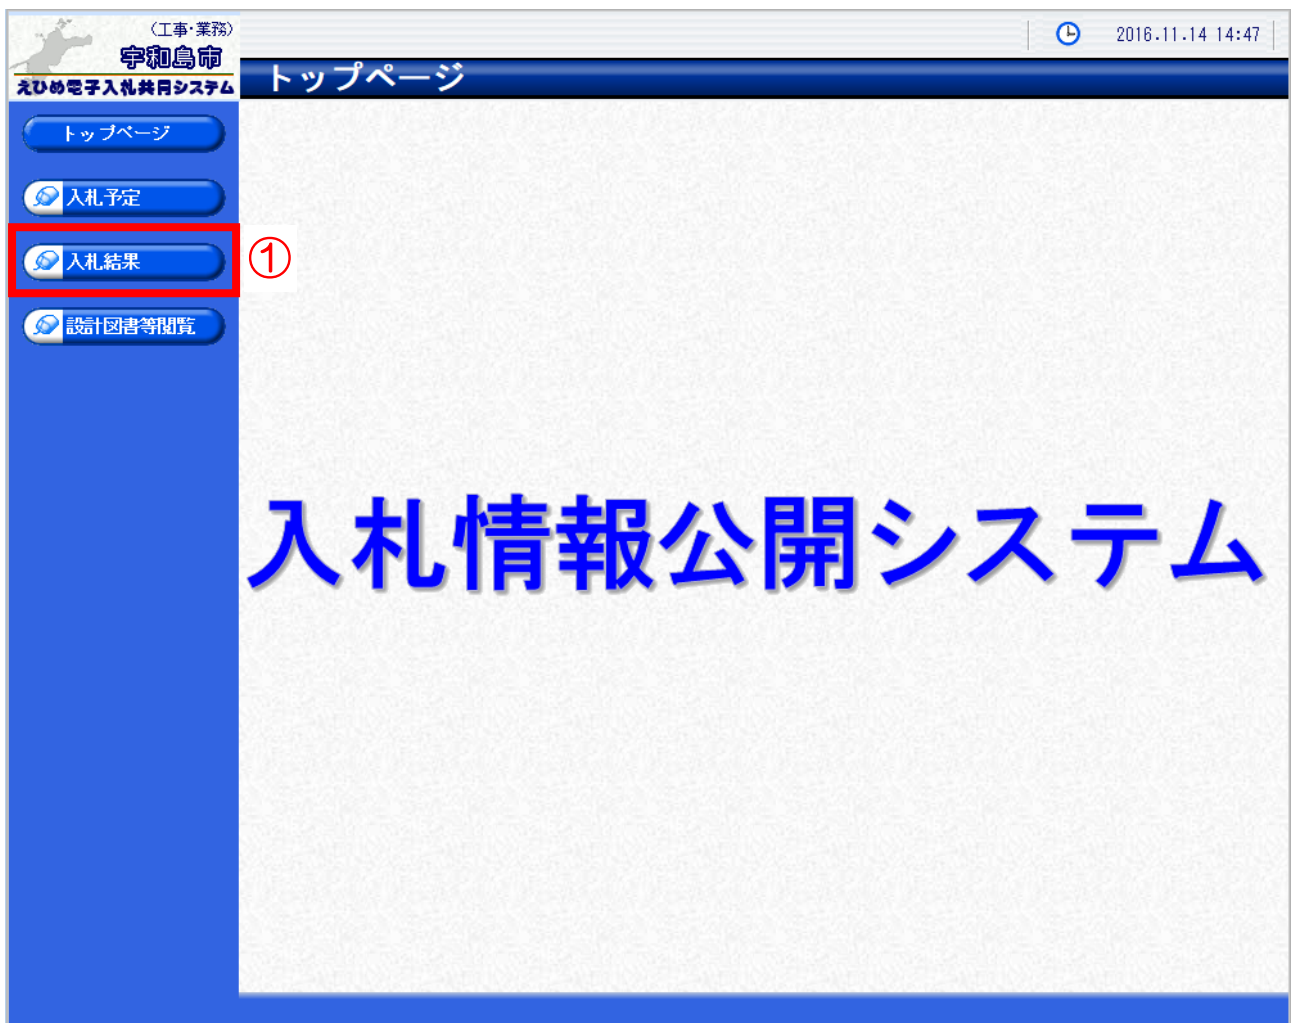 （工事・業務）
宇和島市
えひめ電子入札共同システム
2016.11.14 14:47
トップページ
トップページ
入札予定
入札結果
①
設計図書等閲覧
入札情報公開システム